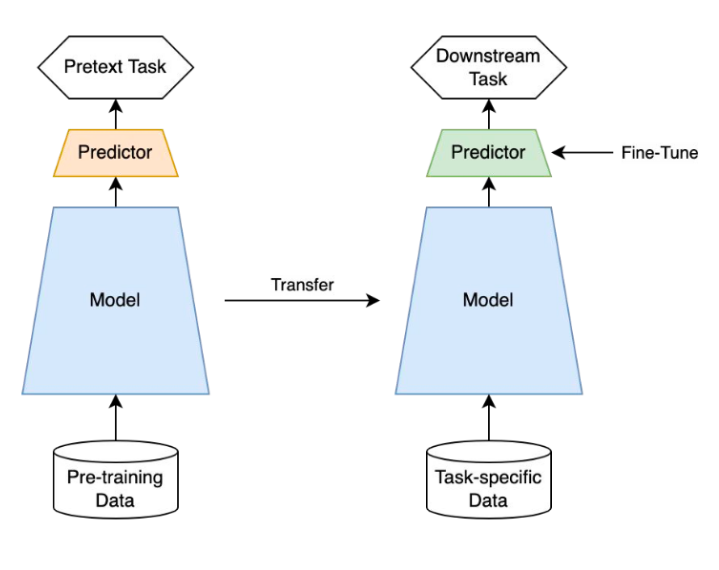 Pretext Task
Downstream
Task
Predictor
Predictor
Fine-Tune
Model
Transfer
Model
Pre-training
Data
Task-specific
Data